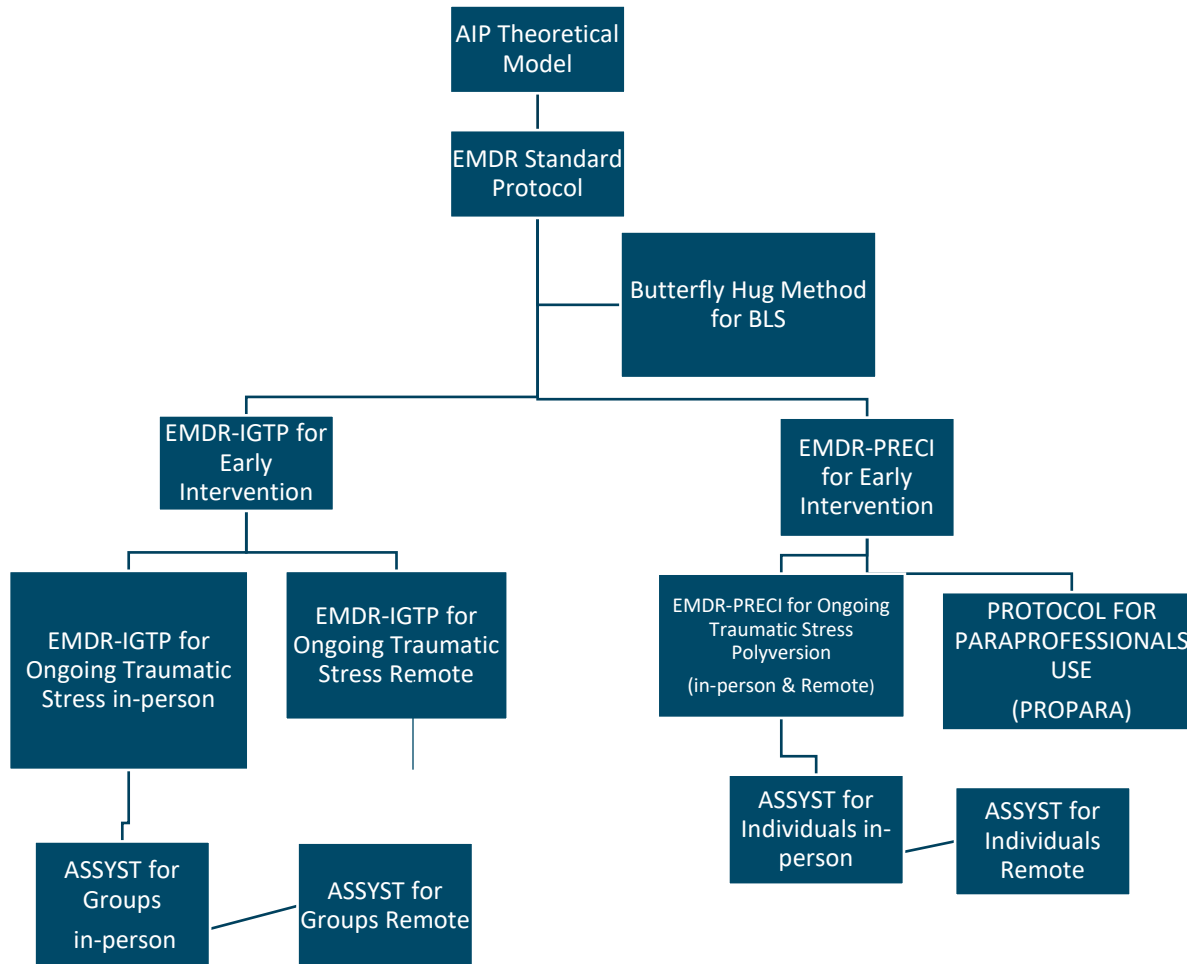 AIP Theoretical
Model
EMDR Standard
Protocol
Butterfly Hug Method
for BLS
EMDR-IGTP for
Early
Intervention
EMDR-PRECI
for Early
Intervention
EMDR-IGTP for
Ongoing Traumatic
Stress in-person
EMDR-IGTP for
Ongoing Traumatic
Stress Remote
EMDR-PRECI for Ongoing
Traumatic Stress
Polyversion
(in-person & Remote)
PROTOCOL FOR
PARAPROFESSIONALS
USE
(PROPARA)
ASSYST for
Groups
in-person
ASSYST for
Groups Remote
ASSYST for
Individuals in-
person
ASSYST for
Individuals
Remote